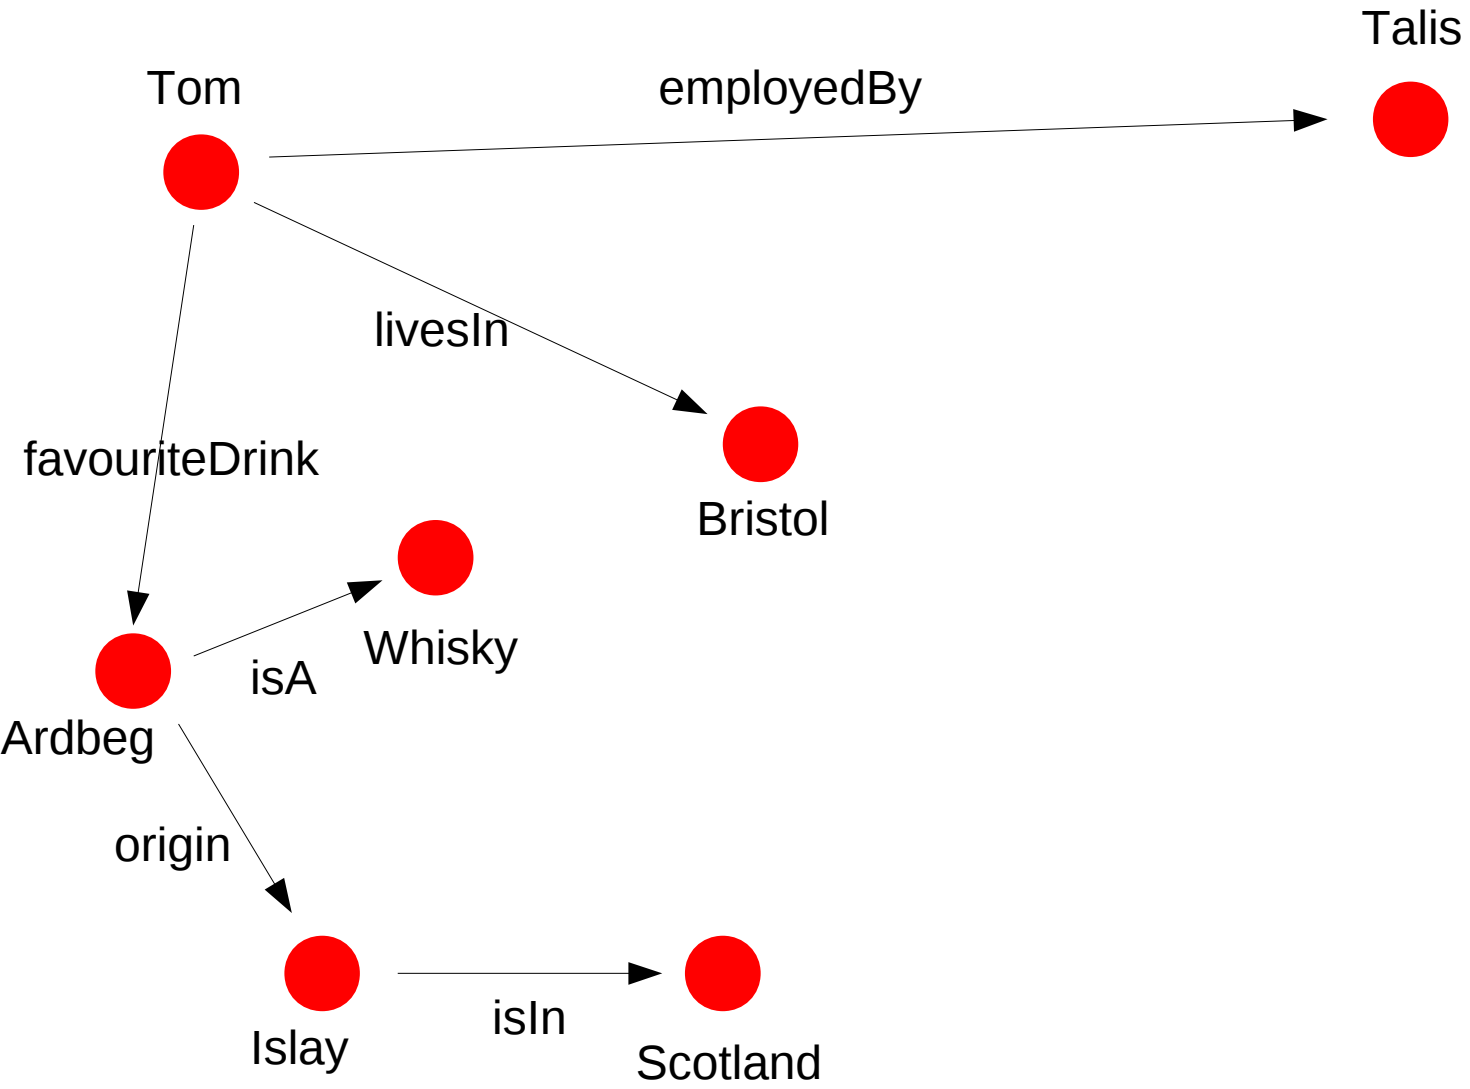 Talis
Tom
employedBy
livesIn
favouriteDrink
Bristol
Whisky
isA
Ardbeg
origin
isIn
Islay
Scotland